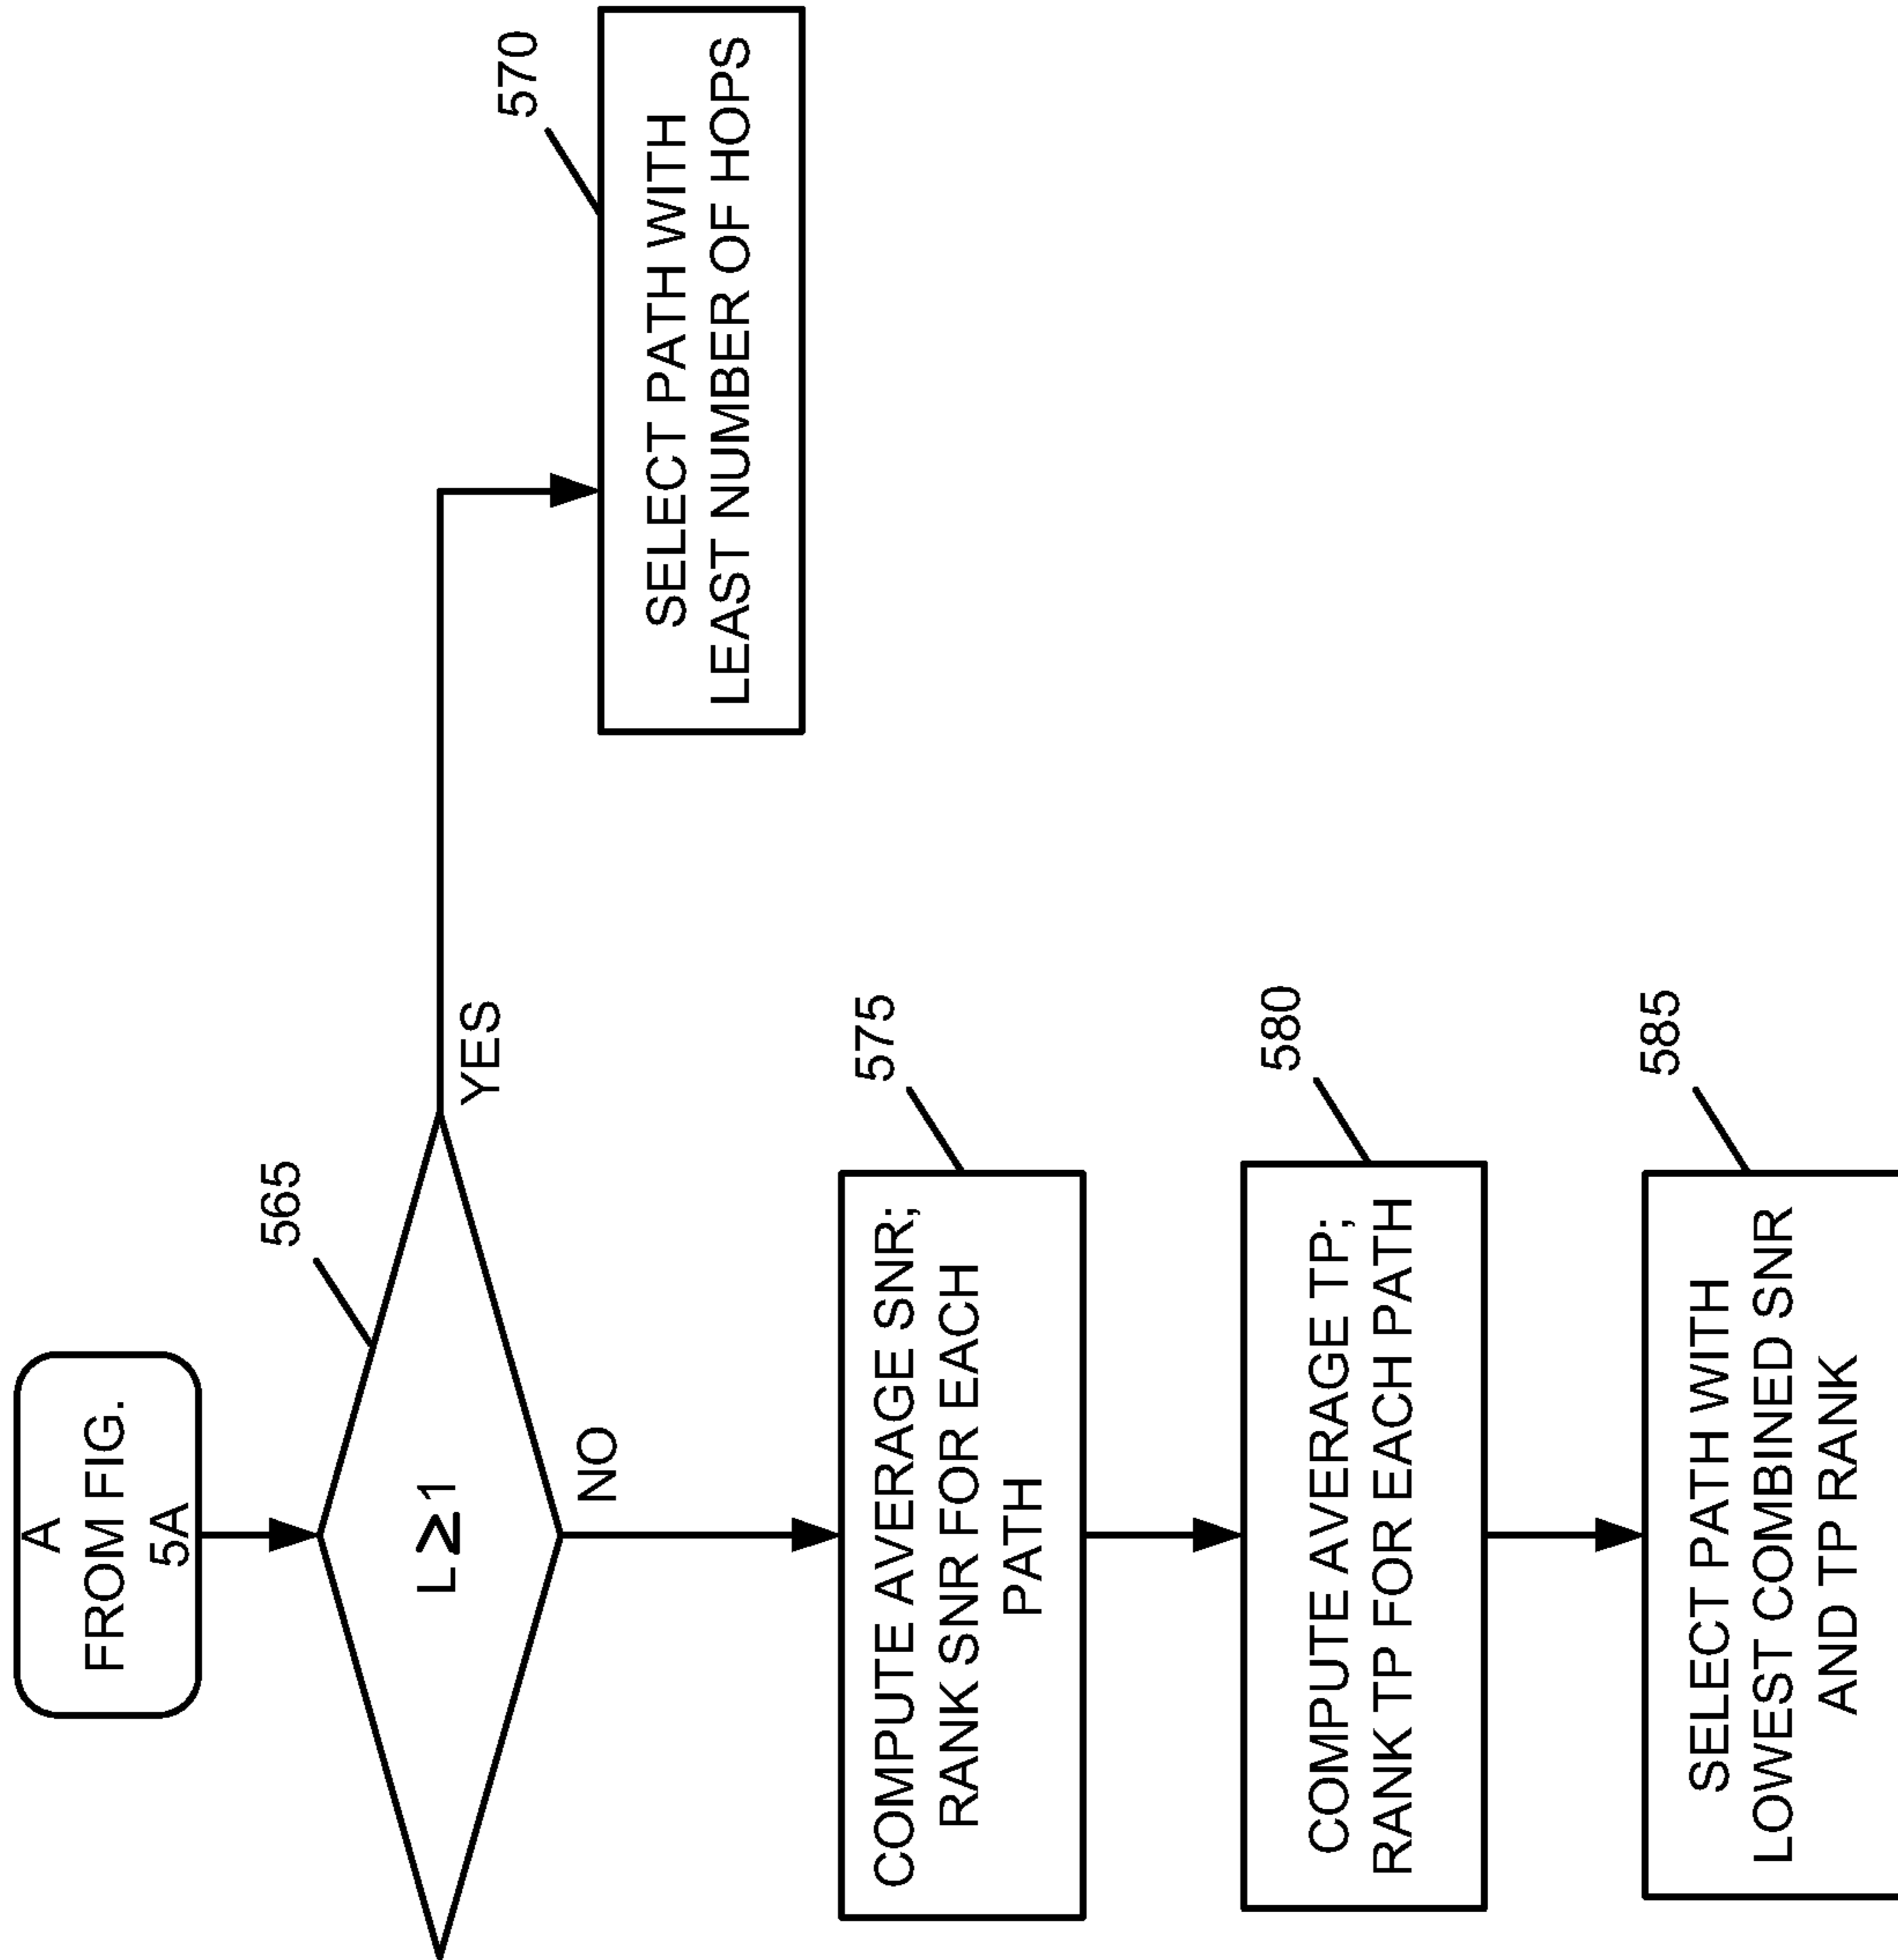 A
FROM FIG.
5A
565
L ≥ 1
YES
NO
570
SELECT PATH WITH
LEAST NUMBER OF HOPS
575
COMPUTE AVERAGE SNR;
RANK SNR FOR EACH
PATH
580
COMPUTE AVERAGE TP;
RANK TP FOR EACH PATH
585
SELECT PATH WITH
LOWEST COMBINED SNR
AND TP RANK